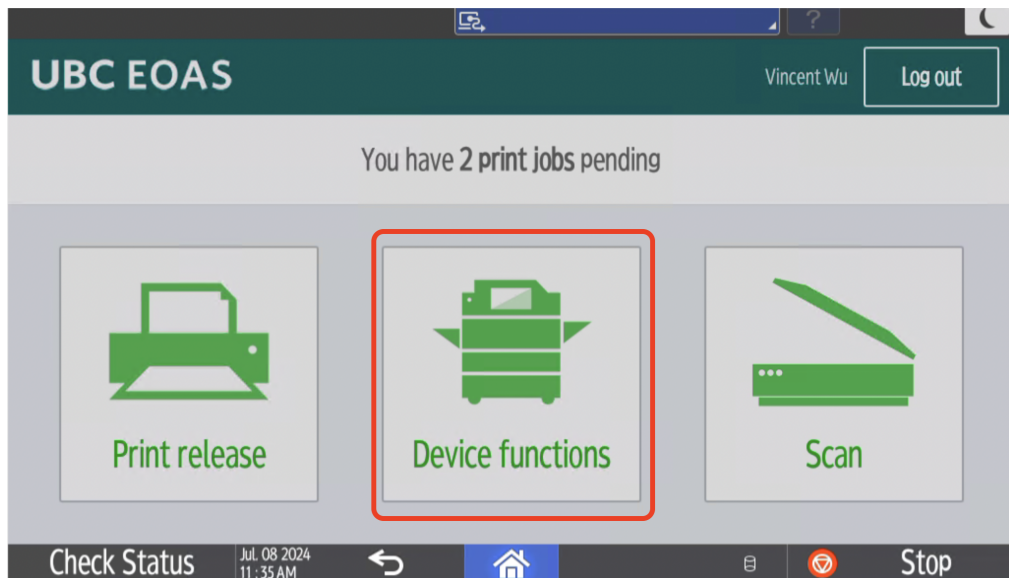 ?
UBC EOAS
Vincent Wu
Log out
You have 2 print jobs pending
Print release
Device functions
Scan
Check Status
Jul. 08 2024
11:35 AM
Stop